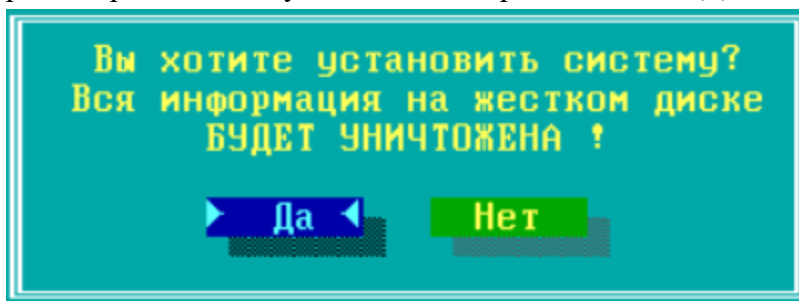 Вы хотите установить систему?
Вся информация на жестком диске
БУДЕТ УНИЧТОЖЕНА !
Да
Нет